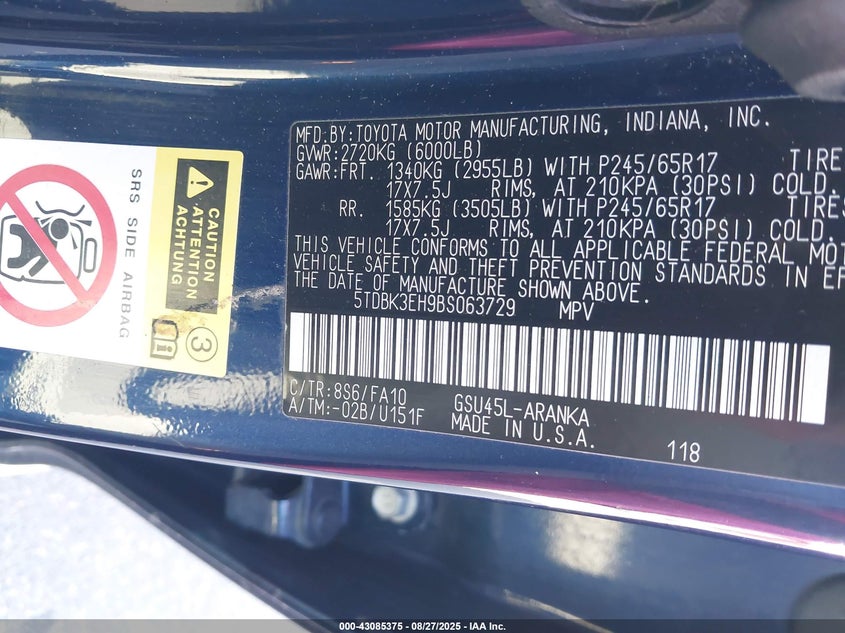 MFD.BY:TOYOTA MOTOR MANUFACTURING, INDIANA, INC.
GVWR:2720KG (6000LB)
GAWR:FRT. 1340KG (2955LB) WITH P245/65R17 TIRE
17X7.5J RIMS, AT 210KPA (30PSI) COLD.
RR. 1585KG (3505LB) WITH P245/65R17 TIRES
17X7.5J RIMS, AT 210KPA (30PSI) COLD.
THIS VEHICLE CONFORMS TO ALL APPLICABLE FEDERAL MOT
VEHICLE SAFETY AND THEFT PREVENTION STANDARDS IN EF
THE DATE OF MANUFACTURE SHOWN ABOVE.
5TDBK3EH9BS063729 MPV
C/TR:8S6/FA10 GSU45L-ARANKA
A/TM:-02B/U151F MADE IN U.S.A.
118
SRS SIDE AIRBAG
CAUTION
ATTENTION
ACHTUNG
3
000-43085375 - 08/27/2025 - IAA Inc.